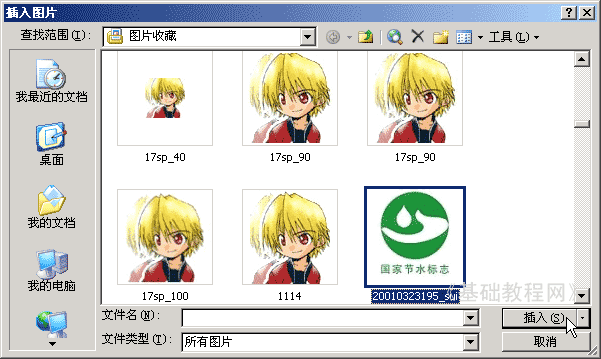 插入图片
查找范围(I):
图片收藏
工具(L)
我最近的文档
桌面
我的文档
我的电脑
17sp_40
17sp_90
17sp_90
国家节水标志
17sp_100
1114
20010323195_sui
《基础教程网》
文件名(N):
插入(S)
文件类型(T):
所有图片
取消